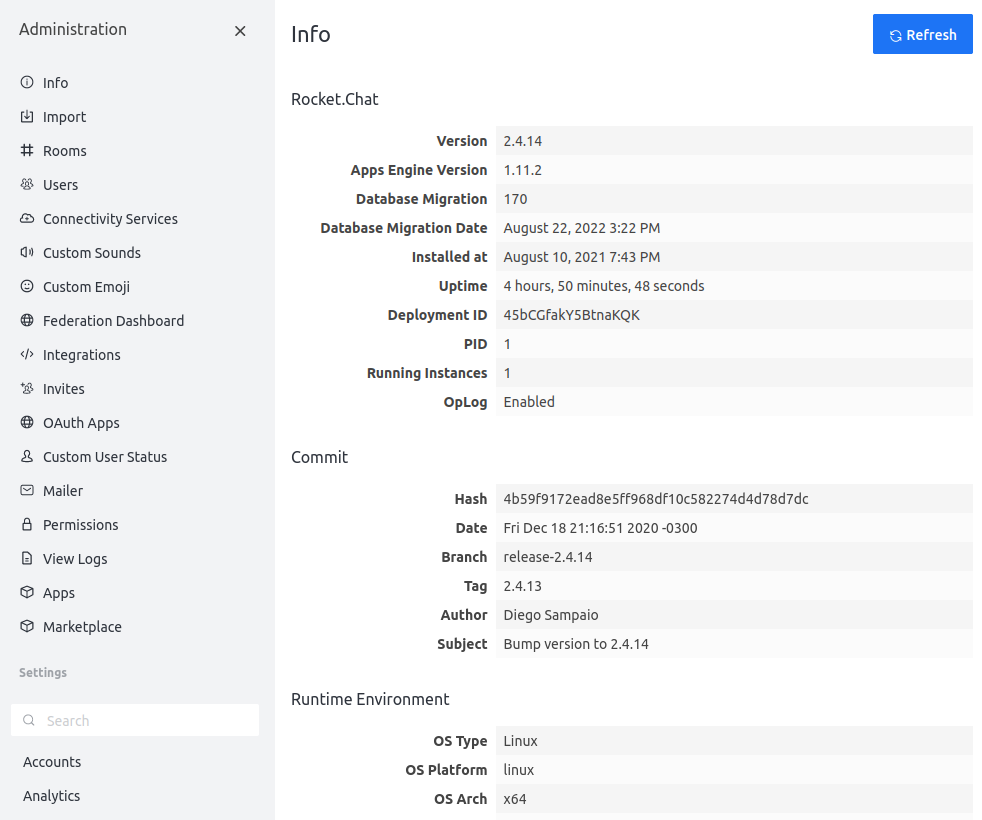 Administration
Info
Import
Rooms
Users
Connectivity Services
Custom Sounds
Custom Emoji
Federation Dashboard
Integrations
Invites
OAuth Apps
Custom User Status
Mailer
Permissions
View Logs
Apps
Marketplace
Settings
Search
Accounts
Analytics
Info
Refresh
Rocket.Chat
Version 2.4.14
Apps Engine Version 1.11.2
Database Migration 170
Database Migration Date August 22, 2022 3:22 PM
Installed at August 10, 2021 7:43 PM
Uptime 4 hours, 50 minutes, 48 seconds
Deployment ID 45bCGfakY5BtnaKQK
PID 1
Running Instances 1
OpLog Enabled
Commit
Hash 4b59f9172ead8e5ff968df10c582274d4d78d7dc
Date Fri Dec 18 21:16:51 2020 -0300
Branch release-2.4.14
Tag 2.4.13
Author Diego Sampaio
Subject Bump version to 2.4.14
Runtime Environment
OS Type Linux
OS Platform linux
OS Arch x64